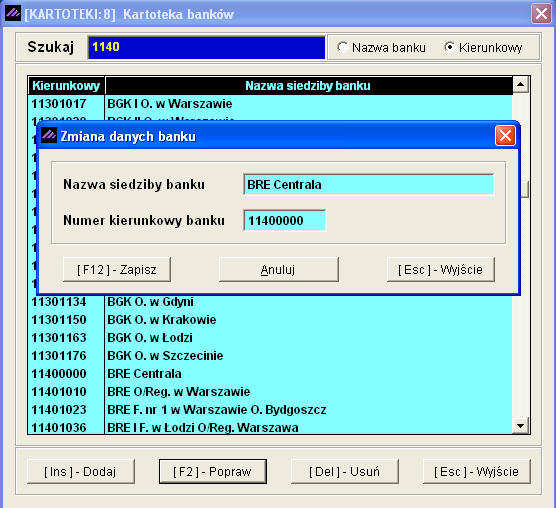 [KARTOTEKI:8] Kartoteka banków
Szukaj 1140 Nazwa banku Kierunkowy
Kierunkowy Nazwa siedziby banku
11301017 BGK I O. w Warszawie
Zmiana danych banku
Nazwa siedziby banku BRE Centrala
Numer kierunkowy banku 11400000
[F12] - Zapisz Anuluj [Esc] - Wyjście
11301134 BGK O. w Gdyni
11301150 BGK O. w Krakowie
11301163 BGK O. w Łodzi
11301176 BGK O. w Szczecinie
11400000 BRE Centrala
11401010 BRE O/Reg. w Warszawie
11401023 BRE F. nr 1 w Warszawie O. Bydgoszcz
11401036 BRE I F. w Łodzi O/Reg. Warszawa
[Ins] - Dodaj [F2] - Popraw [Del] - Usuń [Esc] - Wyjście